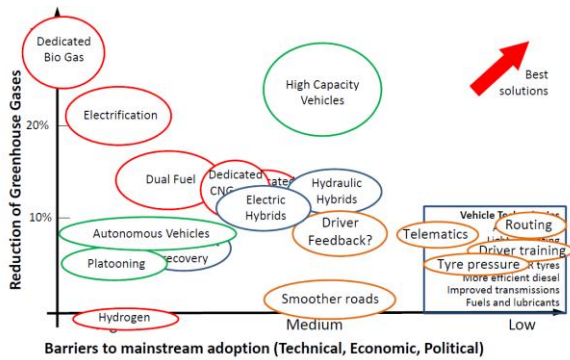 Reduction of Greenhouse Gases
Dedicated
Bio Gas
Electrification
20%
High Capacity
Vehicles
Best
solutions
Dual Fuel
Dedicated
CNG
Electric
Hybrids
Hydraulic
Hybrids
10%
Autonomous Vehicles
Platooning
recovery
Driver
Feedback?
Telematics
Vehicle
Routing
Driver training
Tyre pressure
tyres
More efficient diesel
Improved transmissions
Fuels and lubricants
Smoother roads
Hydrogen
Medium
Low
Barriers to mainstream adoption (Technical, Economic, Political)